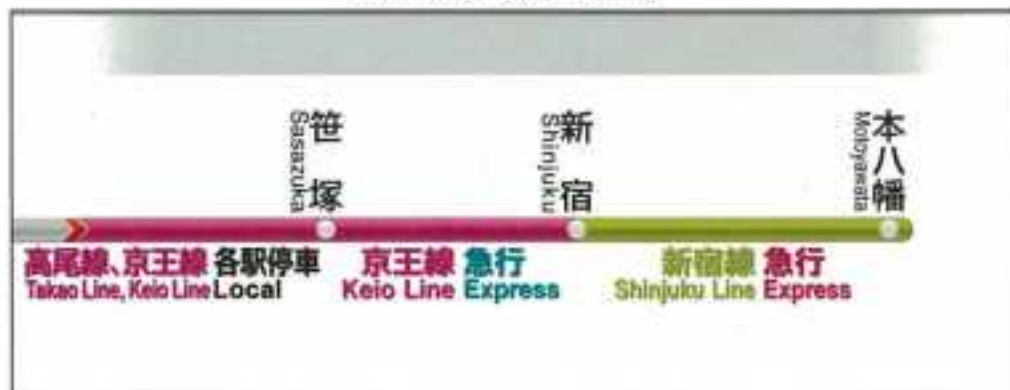 笹塚
Sasazuka
新宿
Shinjuku
本八幡
Motoyawata
高尾線、京王線 各駅停車
Takao Line, Keio Line Local
京王線 急行
Keio Line Express
新宿線 急行
Shinjuku Line Express